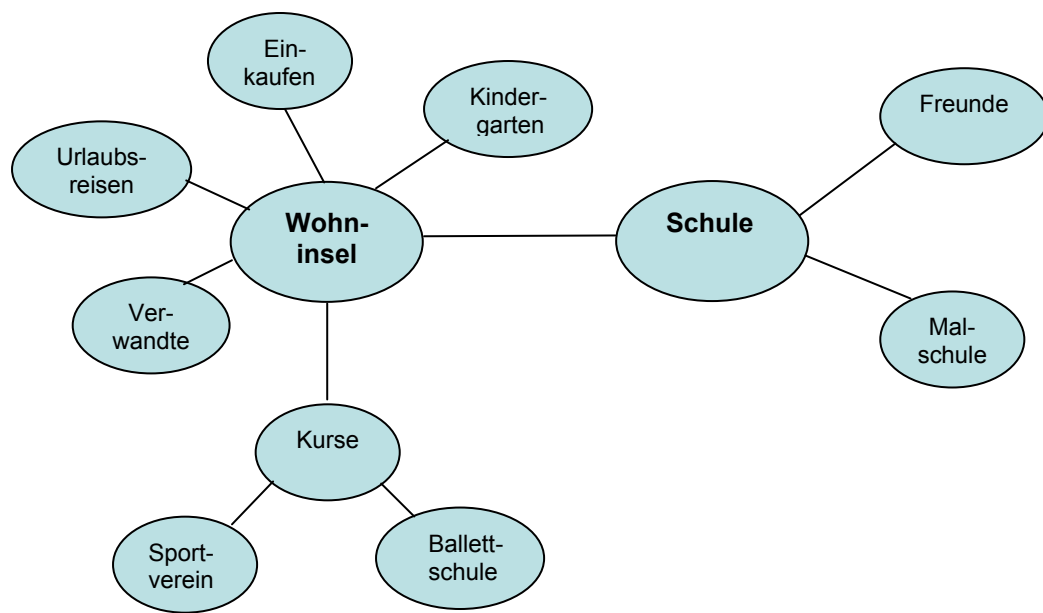 Ein-
kaufen
Kinder-
garten
Freunde
Urlaubs-
reisen
Wohn-
insel
Schule
Ver-
wandte
Mal-
schule
Kurse
Sport-
verein
Ballett-
schule